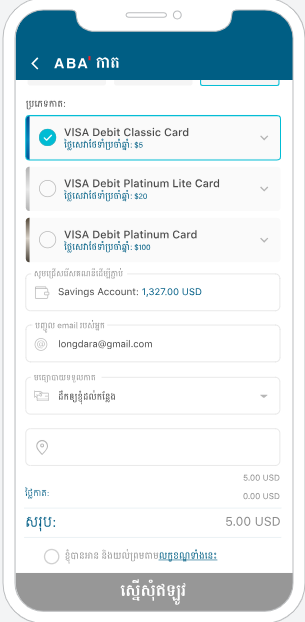 ABA' កាត
ប្រភេទកាត:
VISA Debit Classic Card
ថ្លៃសេវាថែទាំប្រចាំឆ្នាំ: $5
VISA Debit Platinum Lite Card
ថ្លៃសេវាថែទាំប្រចាំឆ្នាំ: $20
VISA Debit Platinum Card
ថ្លៃសេវាថែទាំប្រចាំឆ្នាំ: $100
សូមជ្រើសរើសគណនីដើម្បីភ្ជាប់
Savings Account: 1,327.00 USD
បញ្ចូល email របស់អ្នក
longdara@gmail.com
មធ្យោបាយទទួលកាត
ដឹកឲ្យខ្ញុំដល់កន្លែង
5.00 USD
ថ្លៃកាត:
0.00 USD
សរុប:
5.00 USD
ខ្ញុំបានអាន និងយល់ព្រមតាមលក្ខខណ្ឌទាំងនេះ
ស្នើសុំឥឡូវ